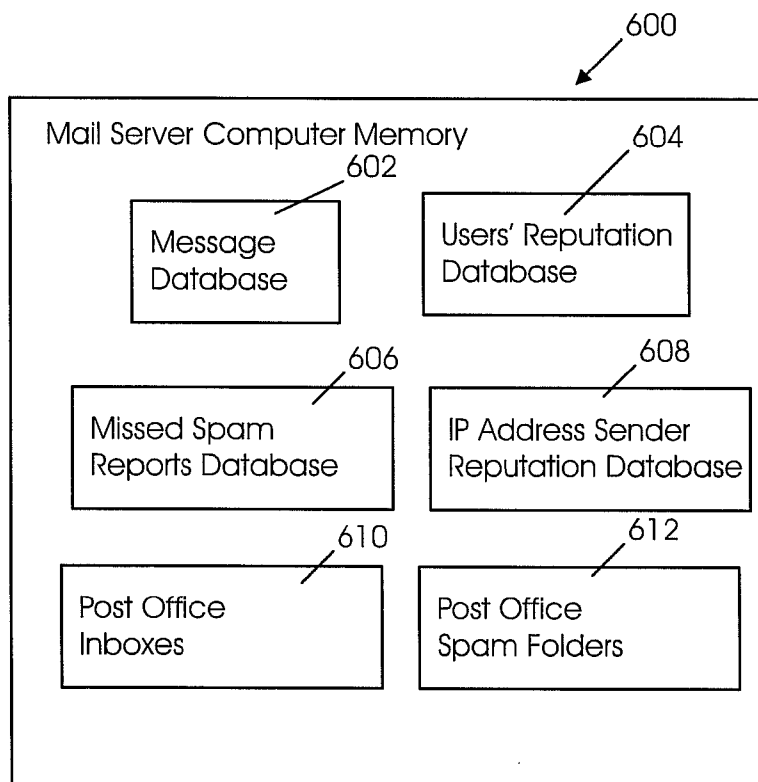 600
Mail Server Computer Memory
602
604
Message
Database
Users' Reputation
Database
606
608
Missed Spam
Reports Database
IP Address Sender
Reputation Database
610
612
Post Office
Inboxes
Post Office
Spam Folders